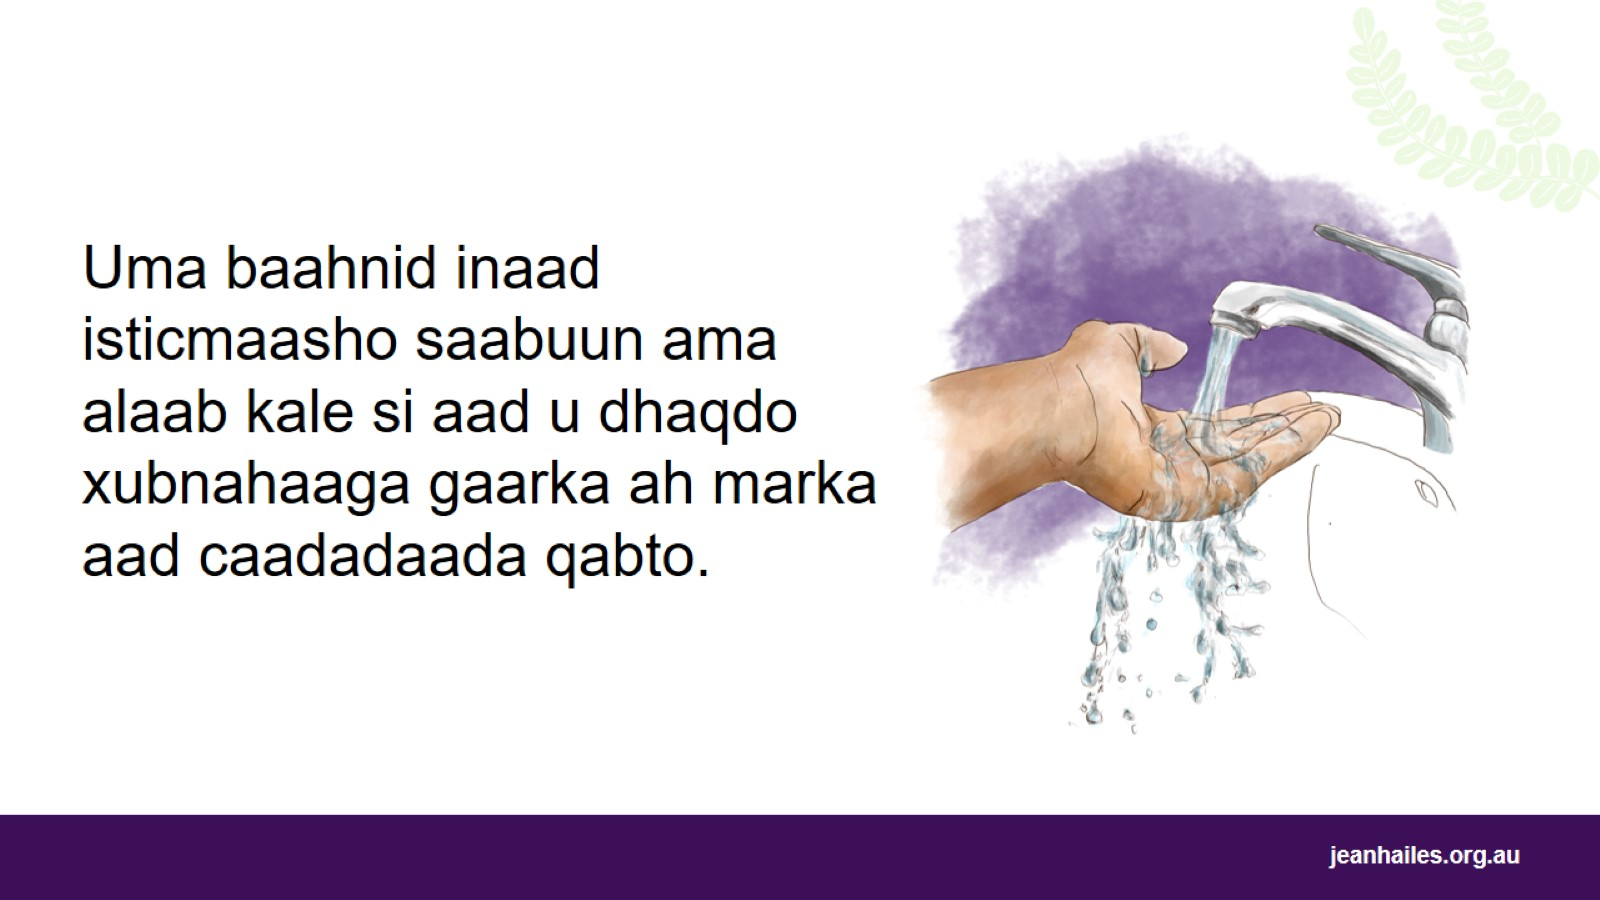 Uma baahnid inaad
isticmaasho saabuun ama
alaab kale si aad u dhaqdo
xubnahaaga gaarka ah marka
aad caadadaada qabto.
jeanhailes.org.au